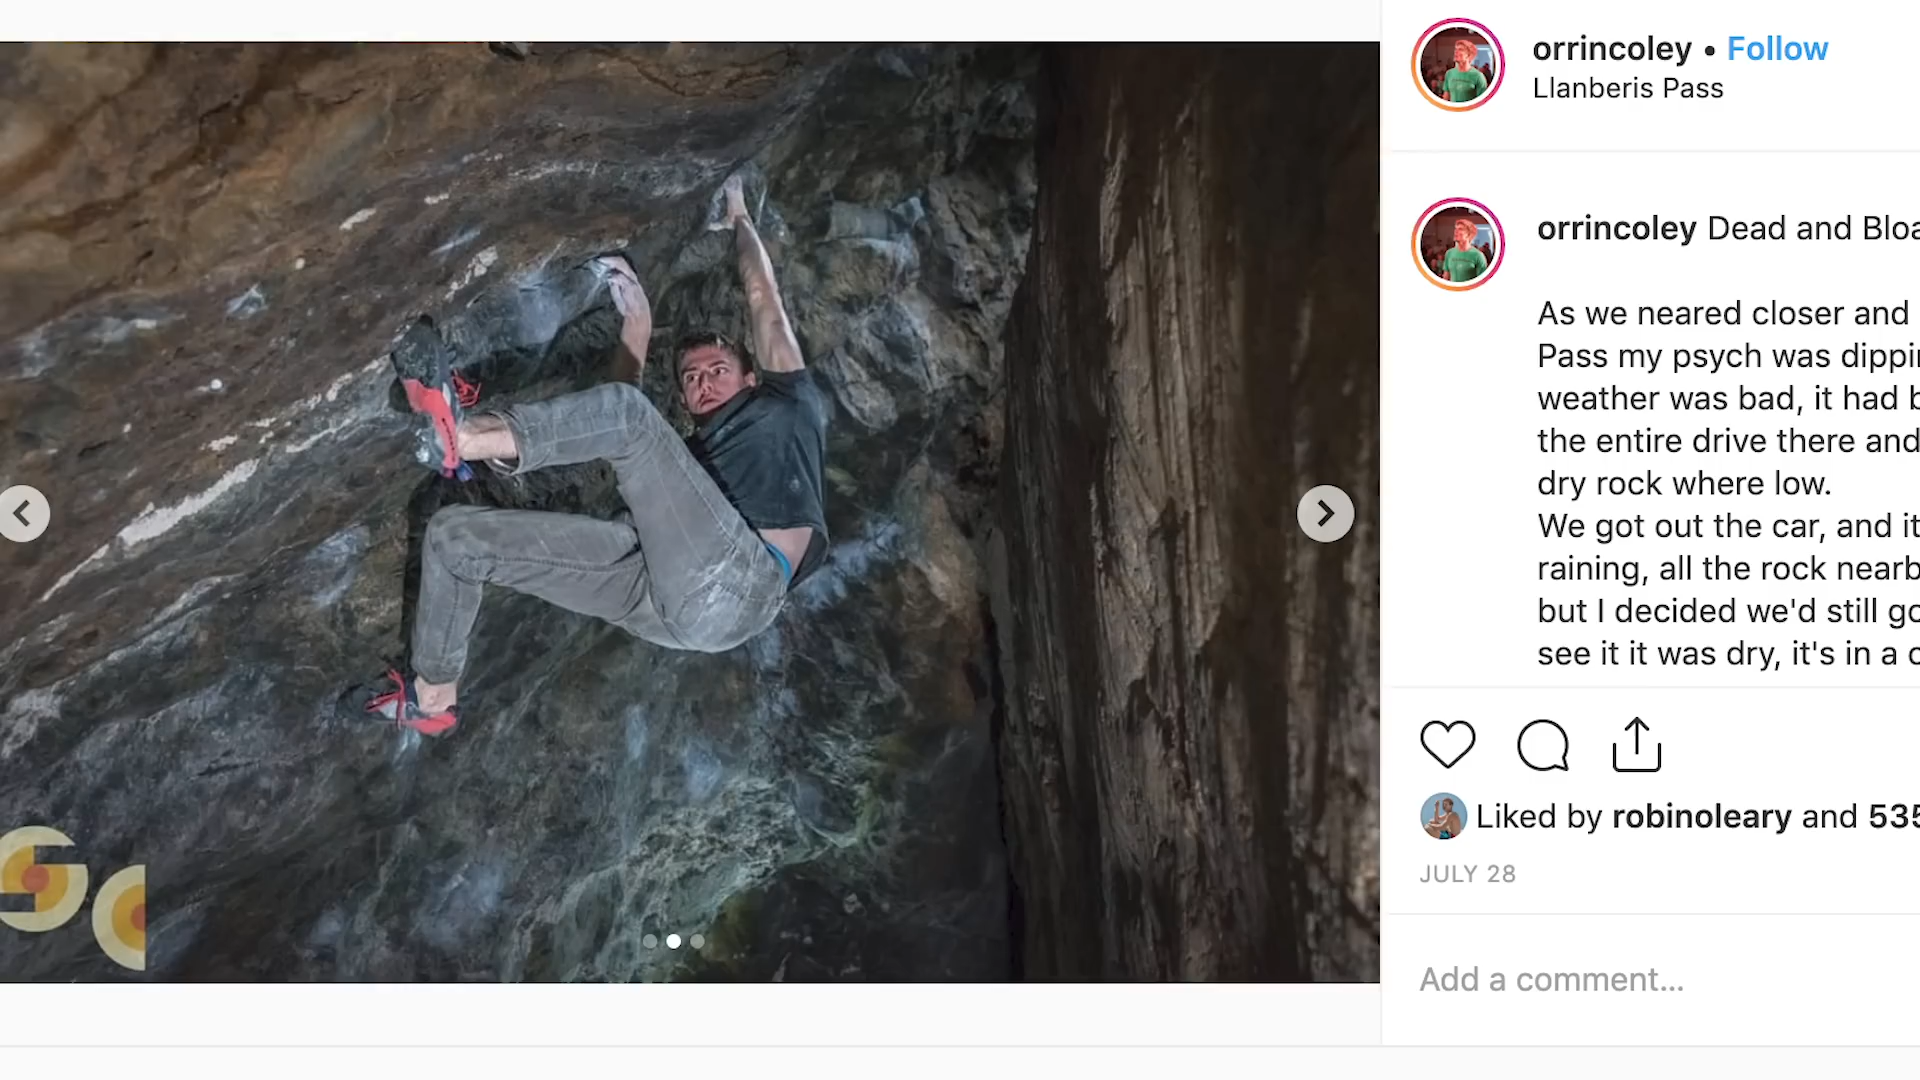 orrincoley • Follow
Llanberis Pass
orrincoley Dead and
As we neared closer and
Pass my psych was
weather was bad, it had
the entire drive there and
dry rock where low.
We got out the car, and it
raining, all the rock
but I decided we'd still
see it it was dry, it's in a
Liked by robinoleary and
JULY 28
Add a comment...